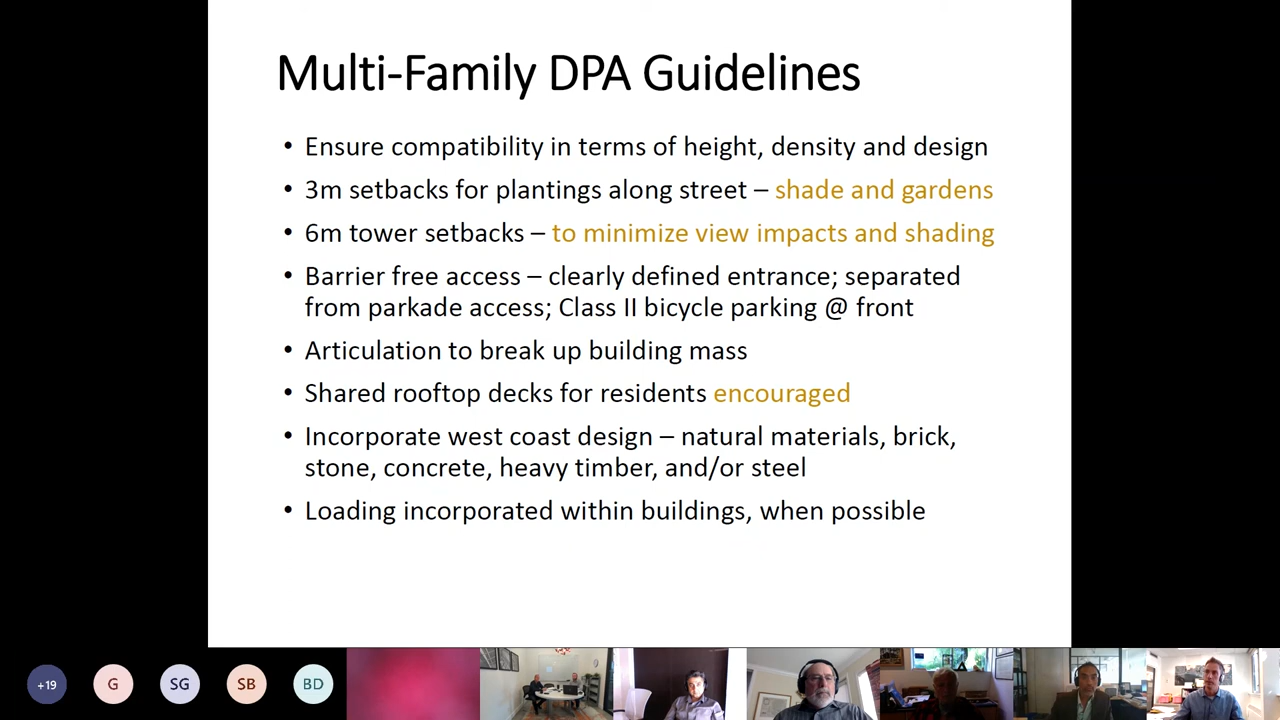 Multi-Family DPA Guidelines
• Ensure compatibility in terms of height, density and design
• 3m setbacks for plantings along street – shade and gardens
• 6m tower setbacks – to minimize view impacts and shading
• Barrier free access – clearly defined entrance; separated
from parkade access; Class II bicycle parking @ front
• Articulation to break up building mass
• Shared rooftop decks for residents encouraged
• Incorporate west coast design – natural materials, brick,
stone, concrete, heavy timber, and/or steel
• Loading incorporated within buildings, when possible
+19 G SG SB BD